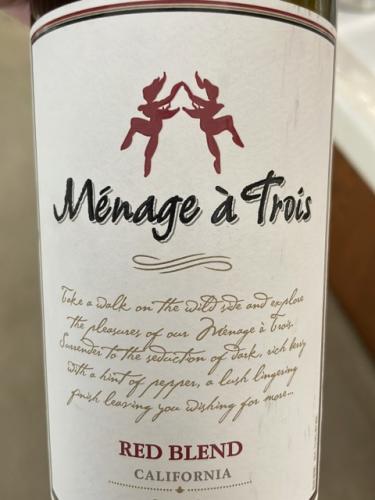 Ménage à Trois
Take a walk on the wild side and explore
the pleasures of our Ménage à Trois.
Surrender to the seduction of dark, rich berry
with a hint of pepper, a lush lingering
finish leaving you wishing for more...
RED BLEND
CALIFORNIA